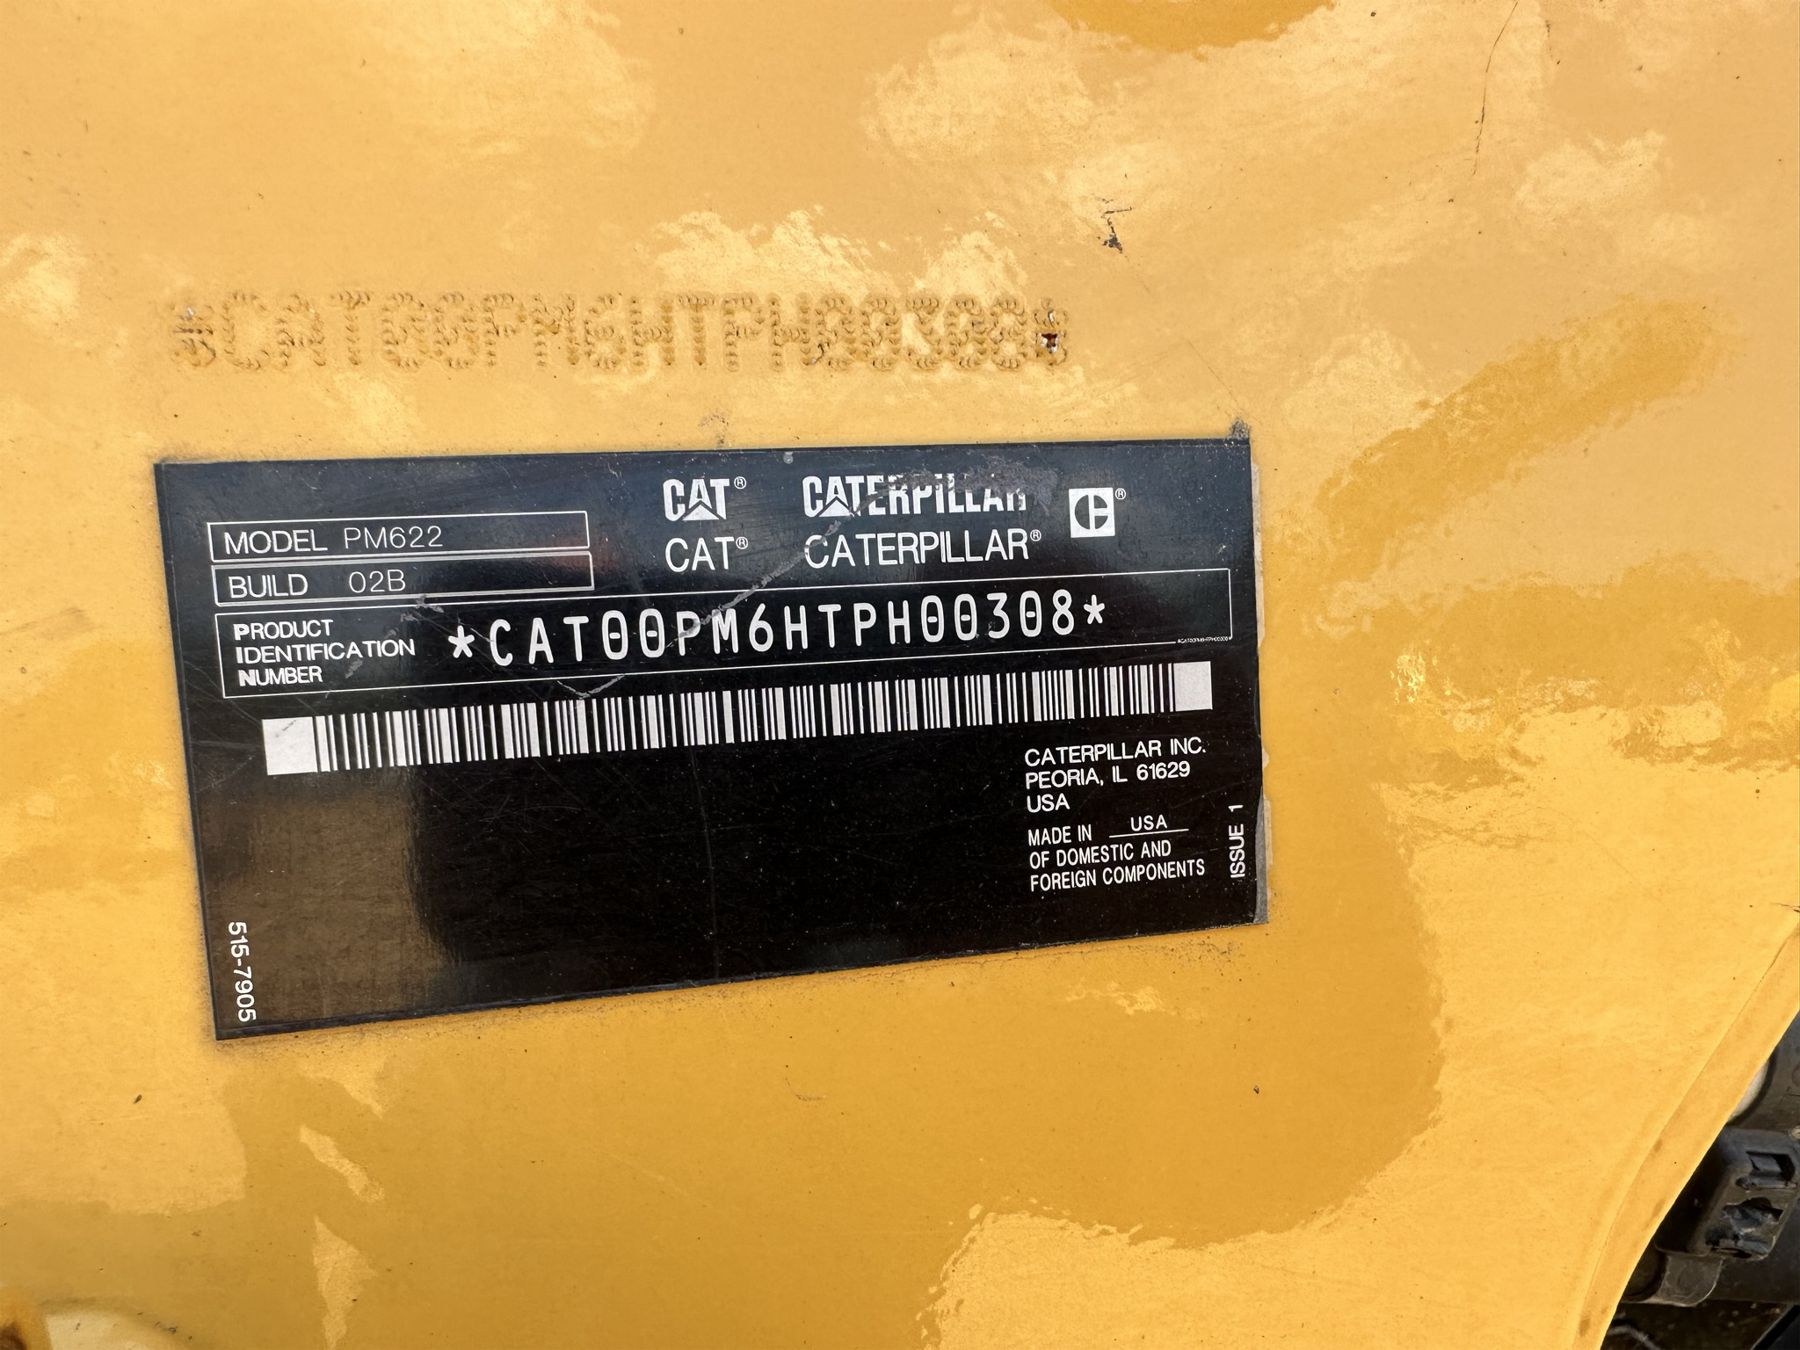 *CAT00PM6HTPH00308*
CAT® CATERPILLAR C®
CAT® CATERPILLAR®
MODEL PM622
BUILD 02B
PRODUCT
IDENTIFICATION
NUMBER
*CAT00PM6HTPH00308*
*CAT00PM6HTPH00308*
CATERPILLAR INC.
PEORIA, IL 61629
USA
MADE IN USA
OF DOMESTIC AND
FOREIGN COMPONENTS
ISSUE 1
515-7905